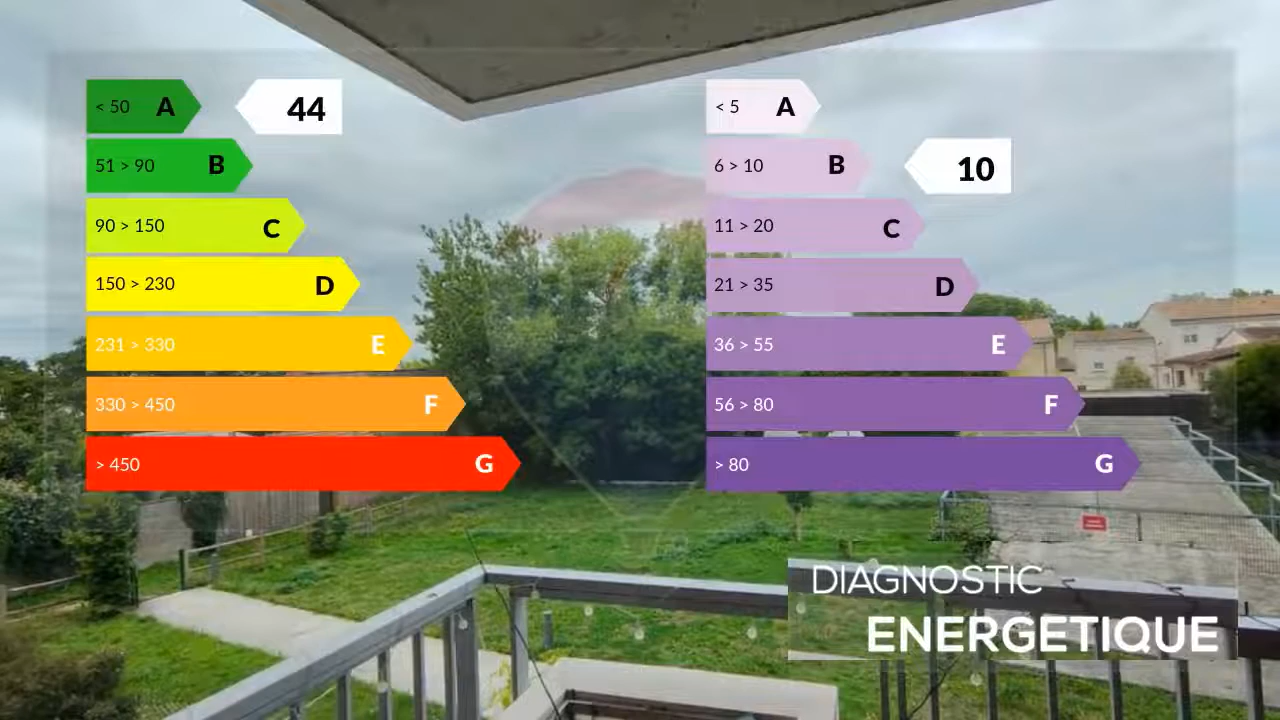 < 50 A 44
51 > 90 B
90 > 150 C
150 > 230 D
231 > 330 E
330 > 450 F
> 450 G
< 5 A
6 > 10 B 10
11 > 20 C
21 > 35 D
36 > 55 E
56 > 80 F
> 80 G
DIAGNOSTIC
ENERGETIQUE